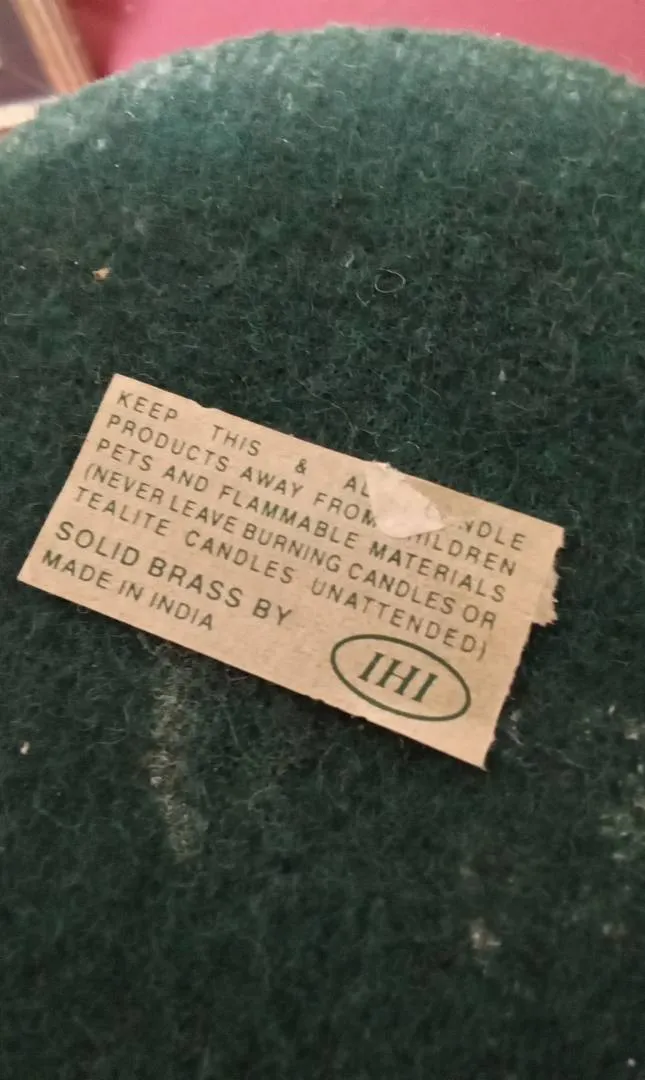 KEEP THIS &
PRODUCTS AWAY FROM
PETS AND FLAMMABLE MATERIALS
(NEVER LEAVE BURNING CANDLES OR
TEALITE CANDLES UNATTENDED)
SOLID BRASS BY
MADE IN INDIA
IHI